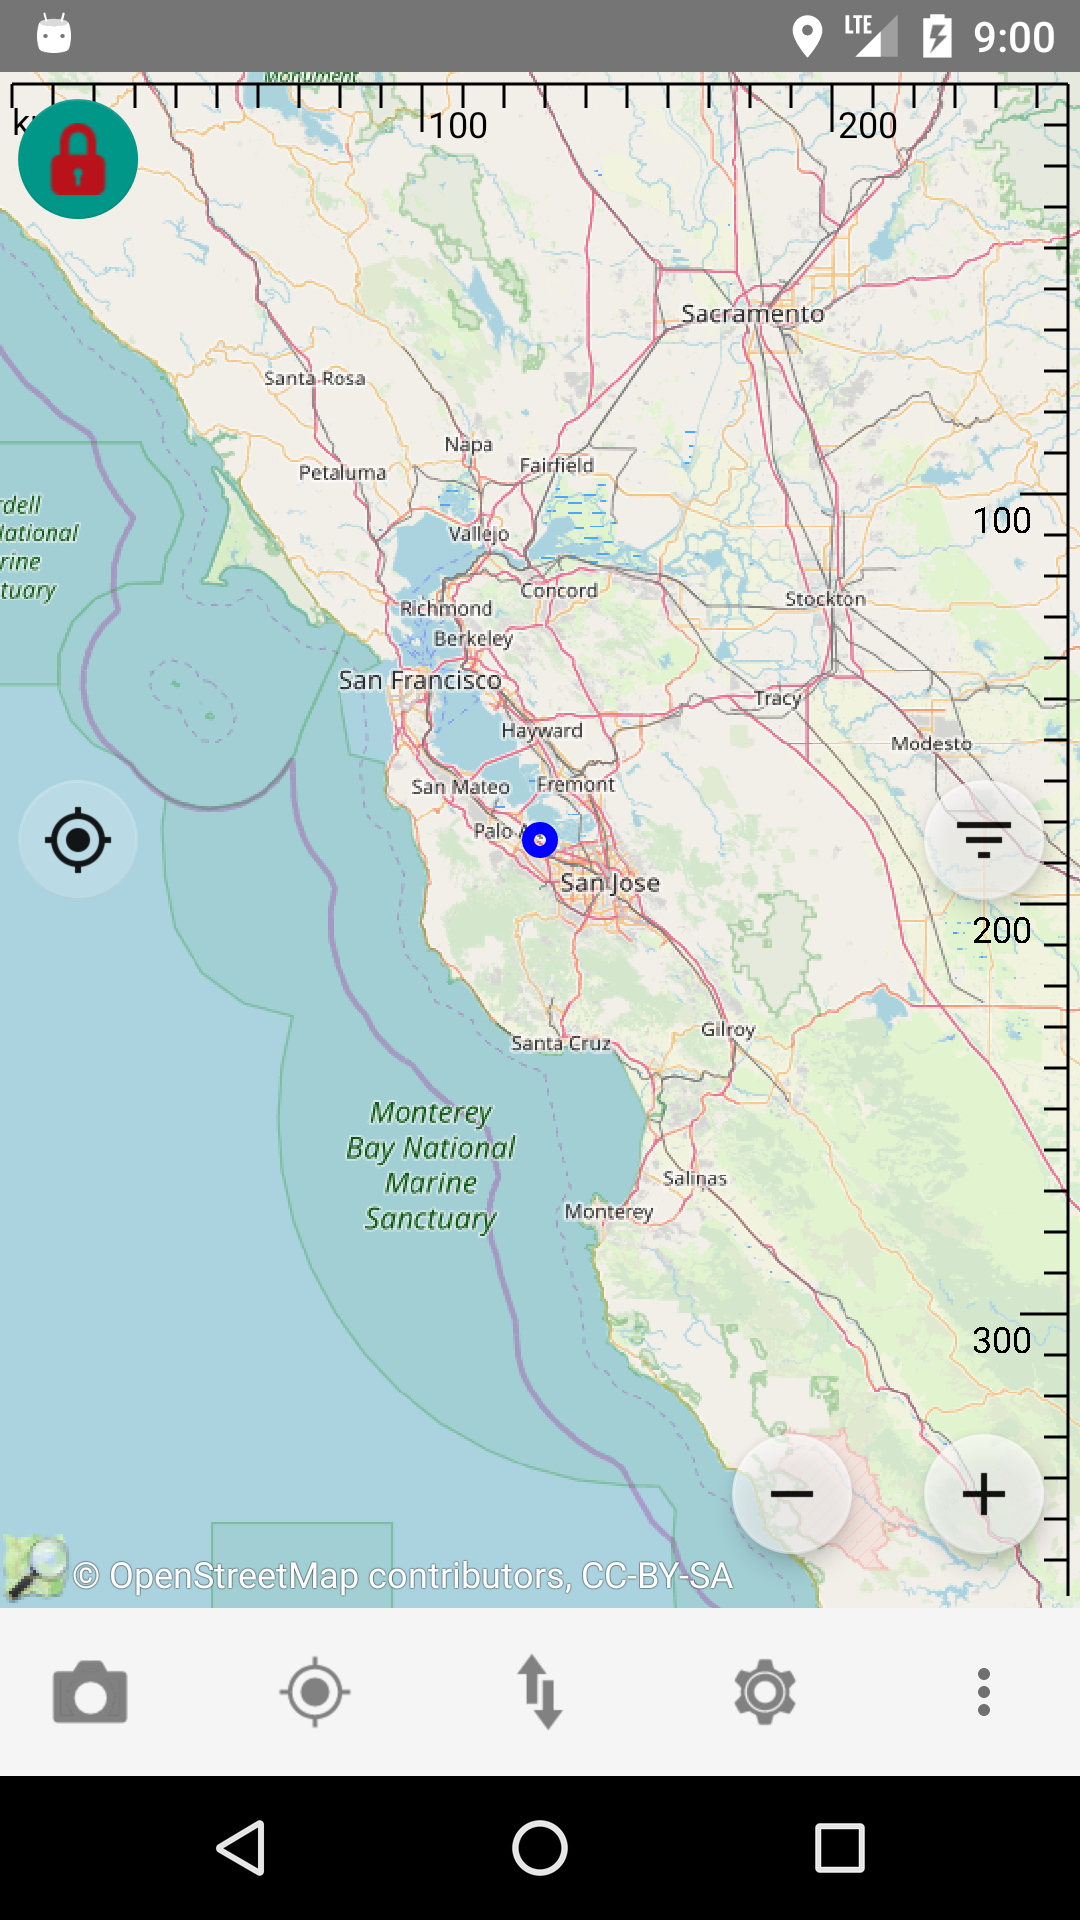 LTE 9:00
Monument
100
200
Sacramento
Santa Rosa
Napa
Fairfield
Petaluma
rdell
National
rine
tuary
100
Vallejo
Concord
Stockton
Richmond
Berkeley
San Francisco
Tracy
Hayward
Modesto
San Mateo
Fremont
Palo
San Jose
200
Gilroy
Santa Cruz
Monterey
Bay National
Marine
Sanctuary
Salinas
Monterey
300
© OpenStreetMap contributors, CC-BY-SA